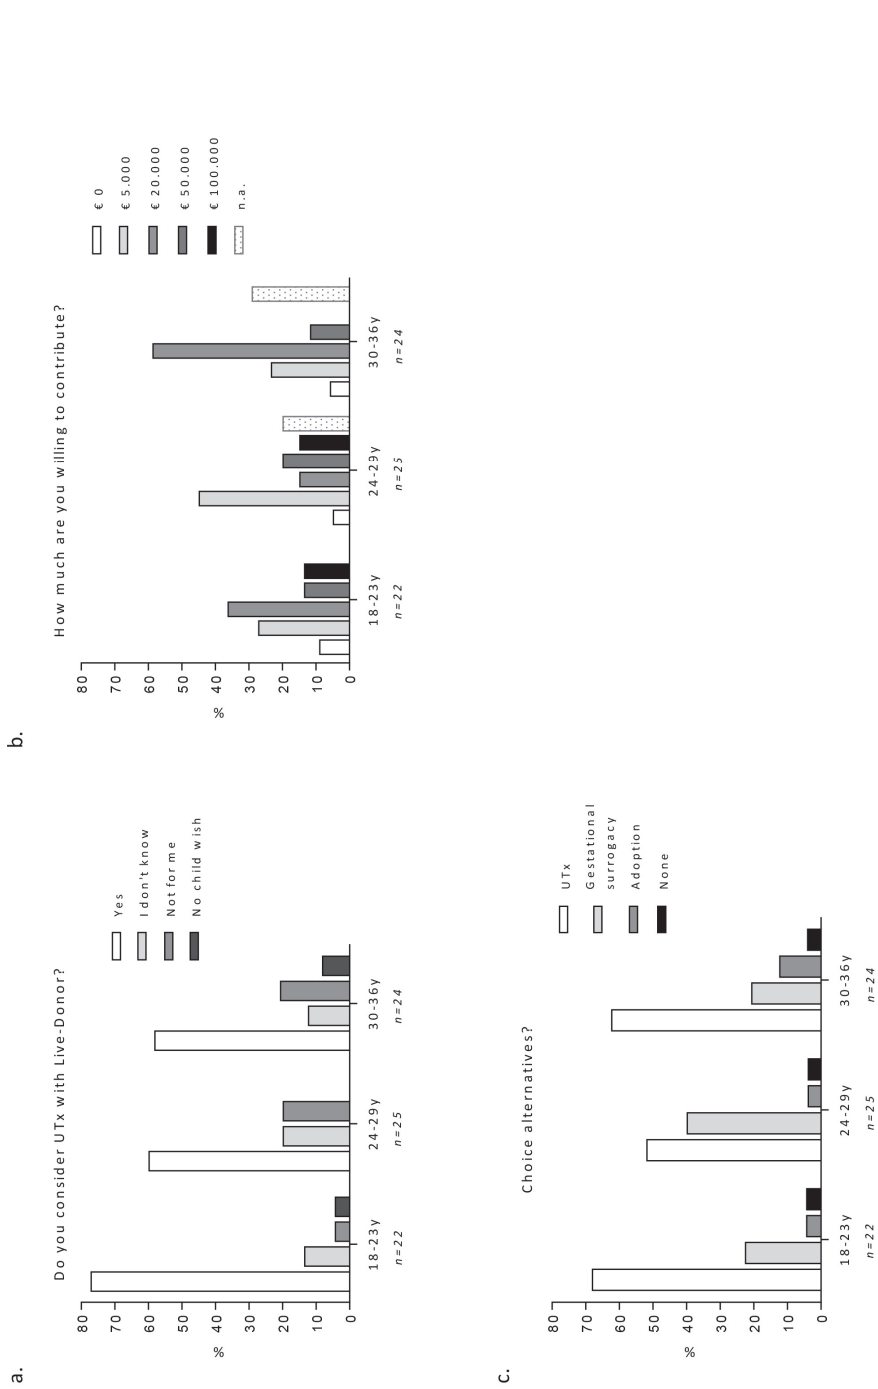 a.
Do you consider UTx with Live-Donor?
80
70
60
50
40
30
20
10
0
%
18-23y
n=22
24-29y
n=25
30-36y
n=24
Yes
I don't know
Not for me
No child wish
b.
How much are you willing to contribute?
80
70
60
50
40
30
20
10
0
%
18-23y
n=22
24-29y
n=25
30-36y
n=24
€ 0
€ 5.000
€ 20.000
€ 50.000
€ 100.000
n.a.
c.
Choice alternatives?
80
70
60
50
40
30
20
10
0
%
18-23y
n=22
24-29y
n=25
30-36y
n=24
UTx
Gestational
surrogacy
Adoption
None